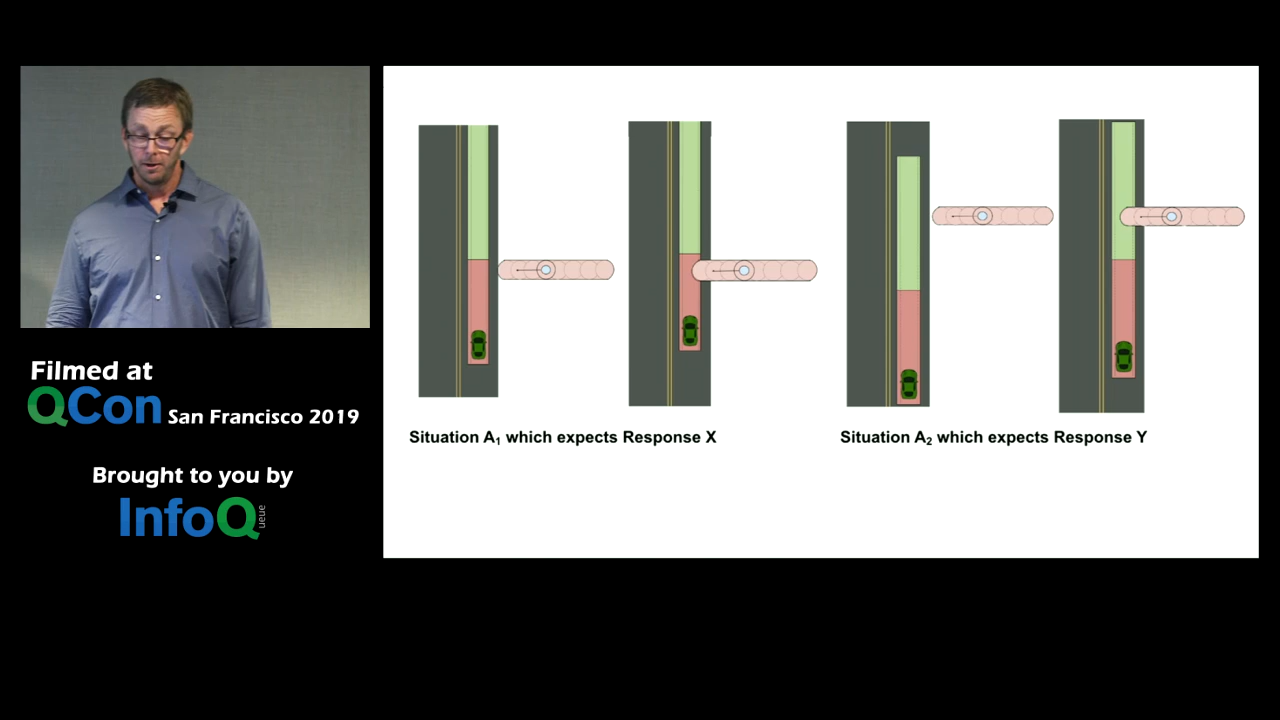 Filmed at
QCon San Francisco 2019
Brought to you by
InfoQ
ueue
Situation A₁ which expects Response X
Situation A₂ which expects Response Y